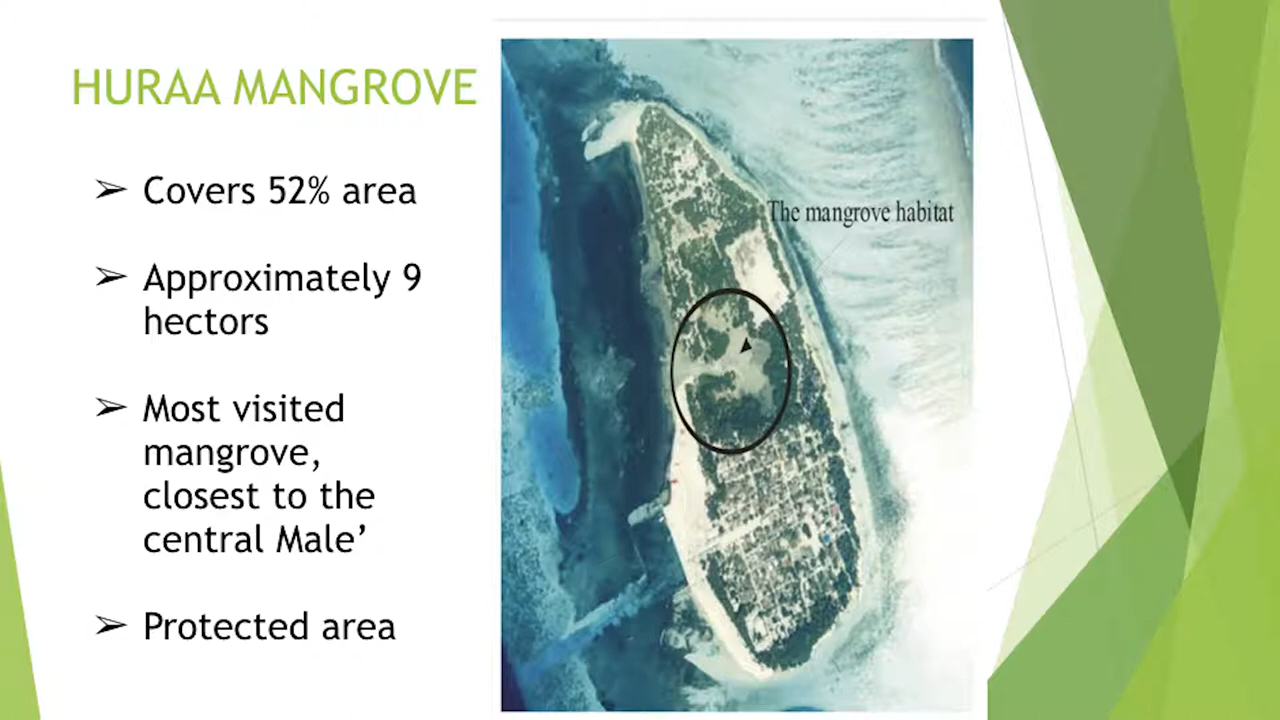 HURAA MANGROVE
➢ Covers 52% area
➢ Approximately 9
hectors
➢ Most visited
mangrove,
closest to the
central Male’
➢ Protected area
The mangrove habitat